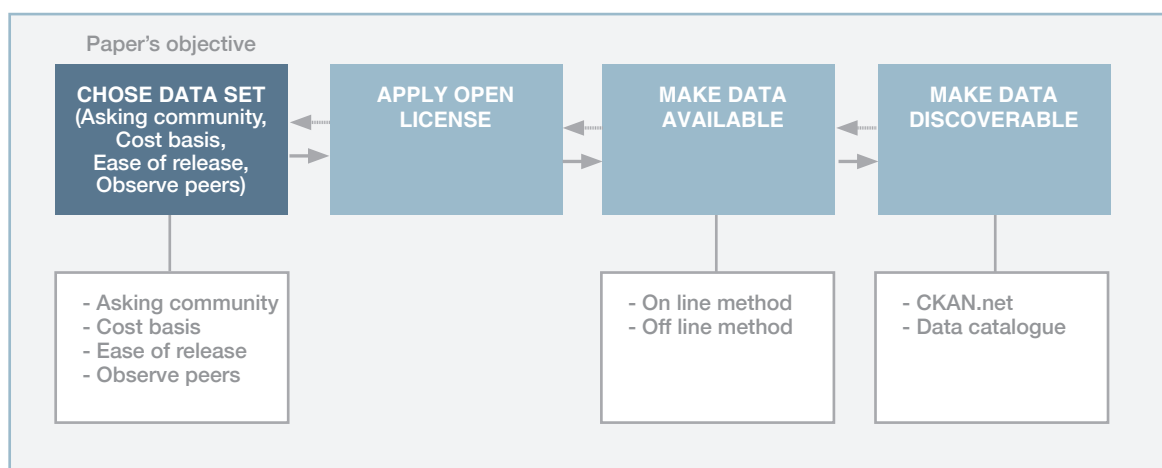 Paper's objective
CHOSE DATA SET
(Asking community,
Cost basis,
Ease of release,
Observe peers)
APPLY OPEN
LICENSE
MAKE DATA
AVAILABLE
MAKE DATA
DISCOVERABLE
- Asking community
- Cost basis
- Ease of release
- Observe peers
- On line method
- Off line method
- CKAN.net
- Data catalogue